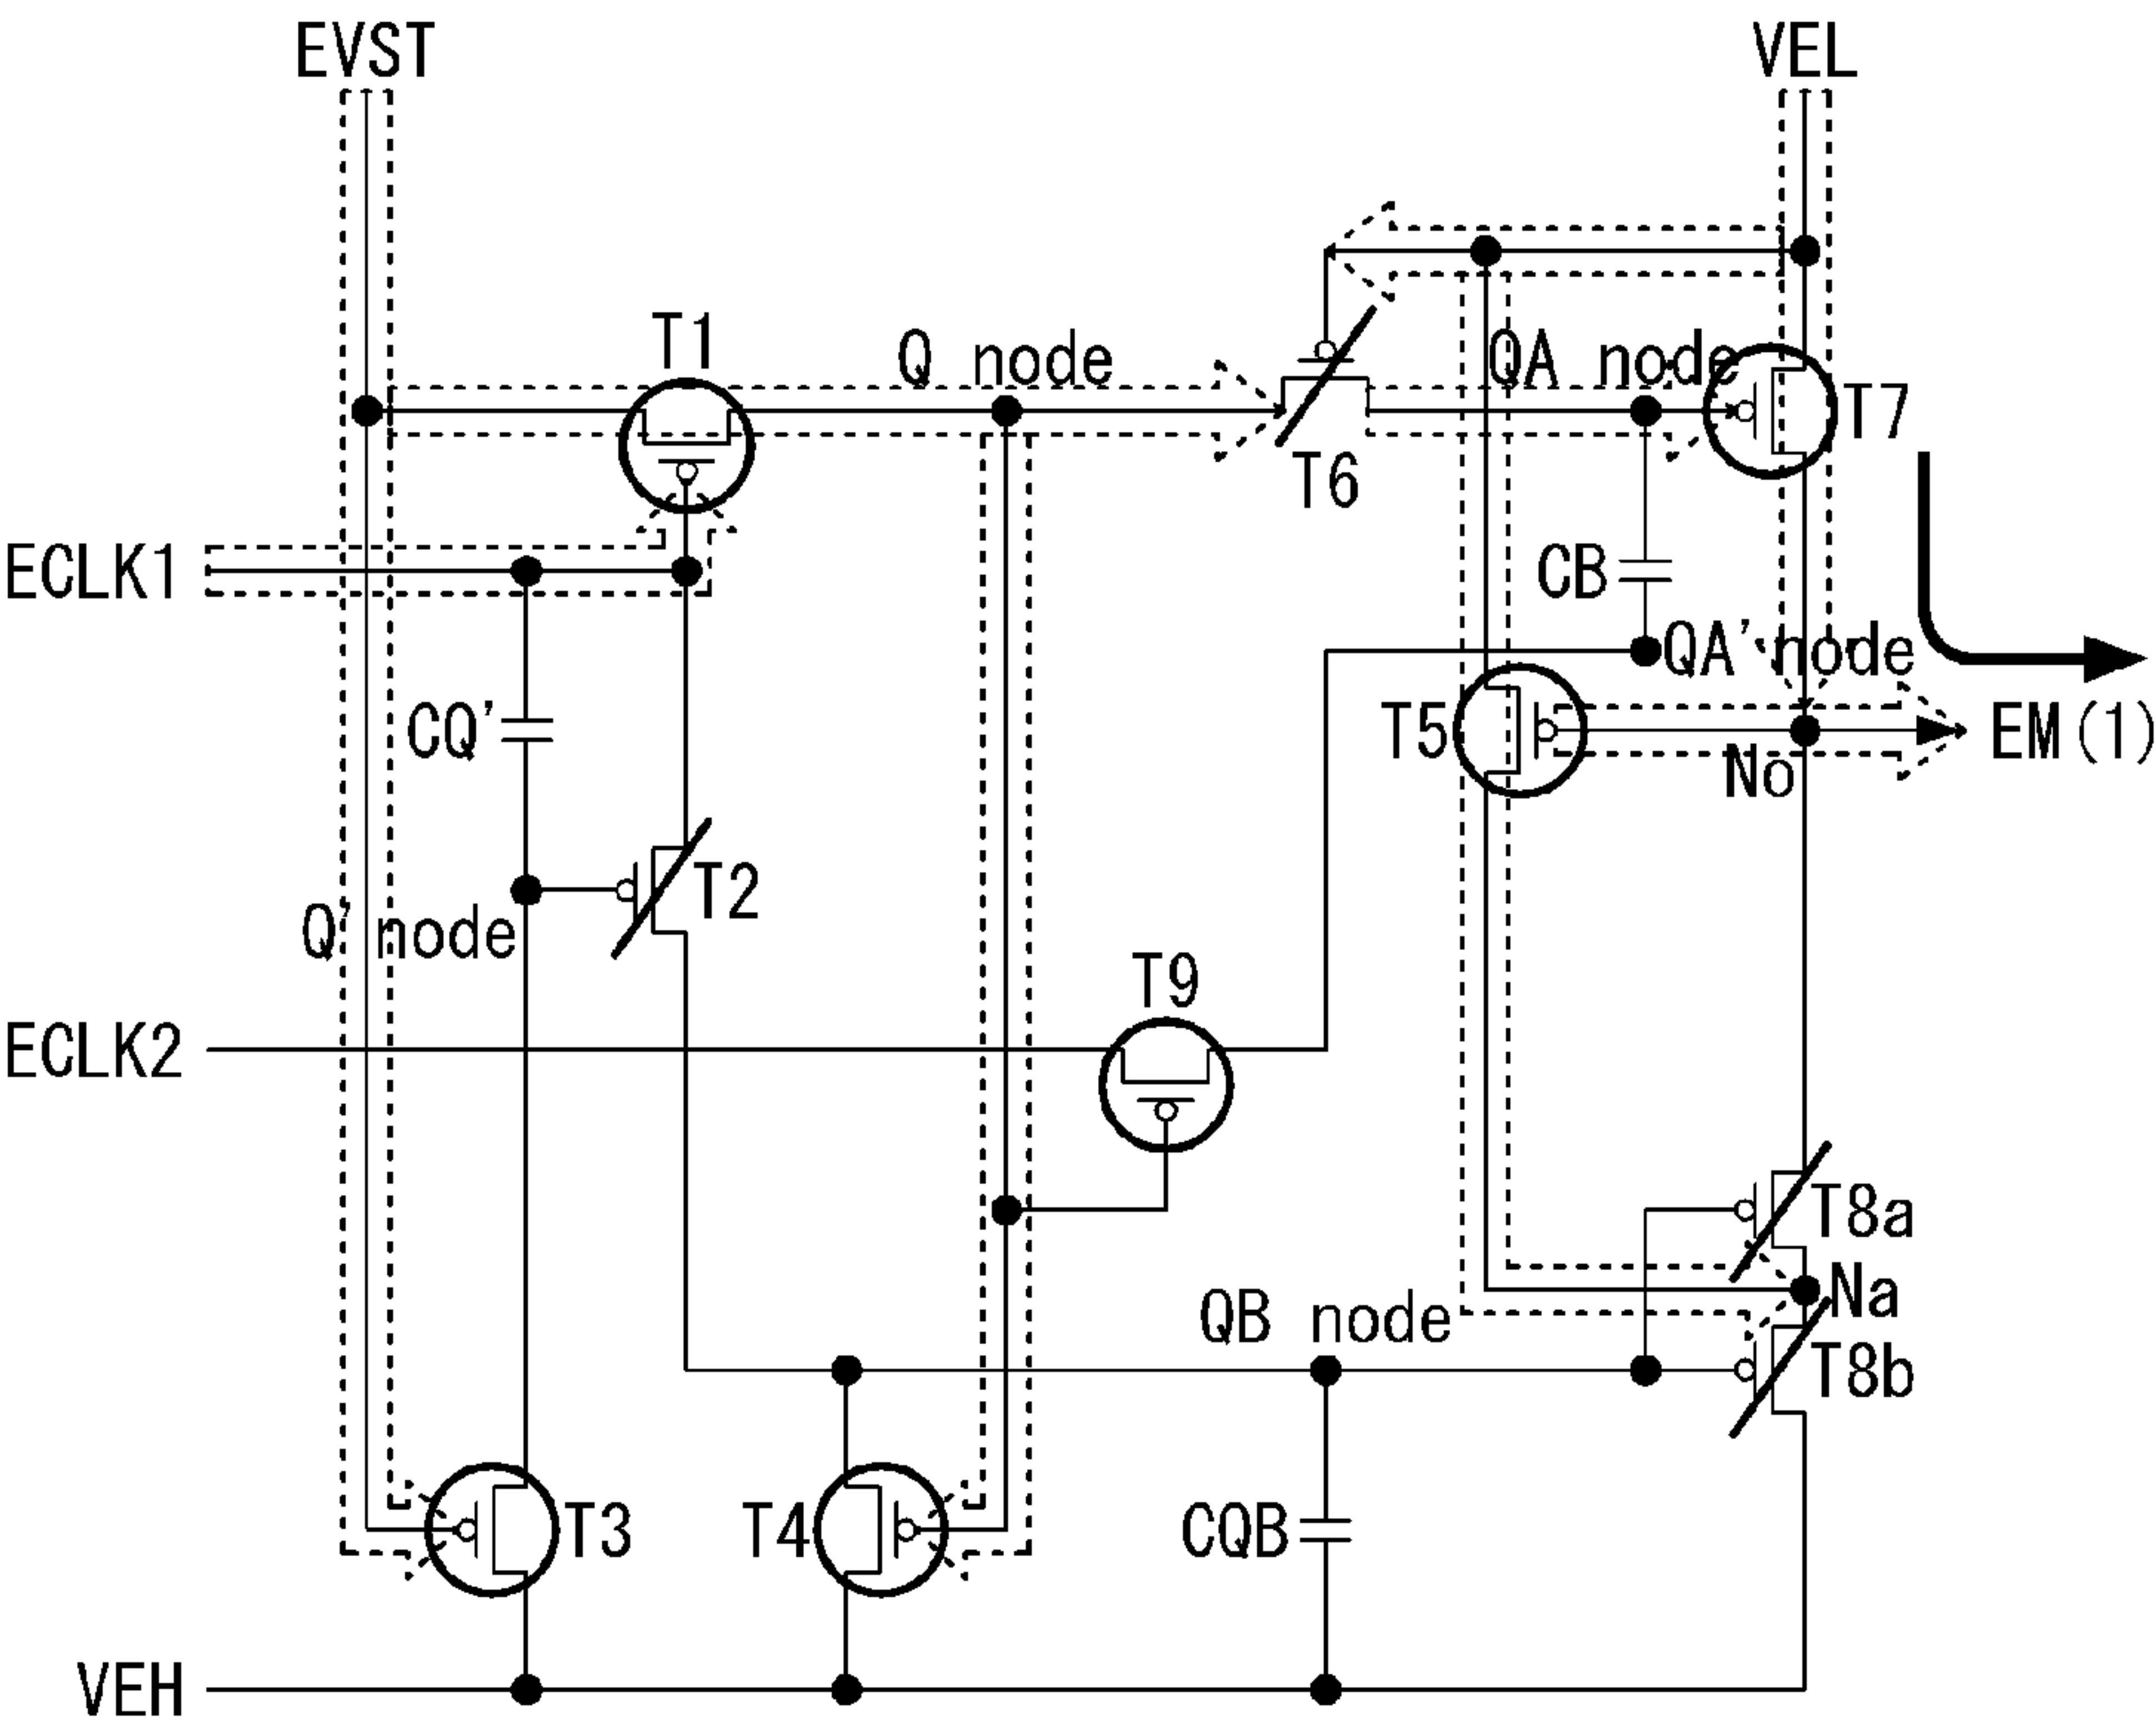 EVST
VEL
T1
Q node
QA node
T7
T6
ECLK1
CB
QA' node
CQ'
T5
EM(1)
No
T2
Q' node
T9
ECLK2
T8a
Na
QB node
T8b
T3
T4
CQB
VEH